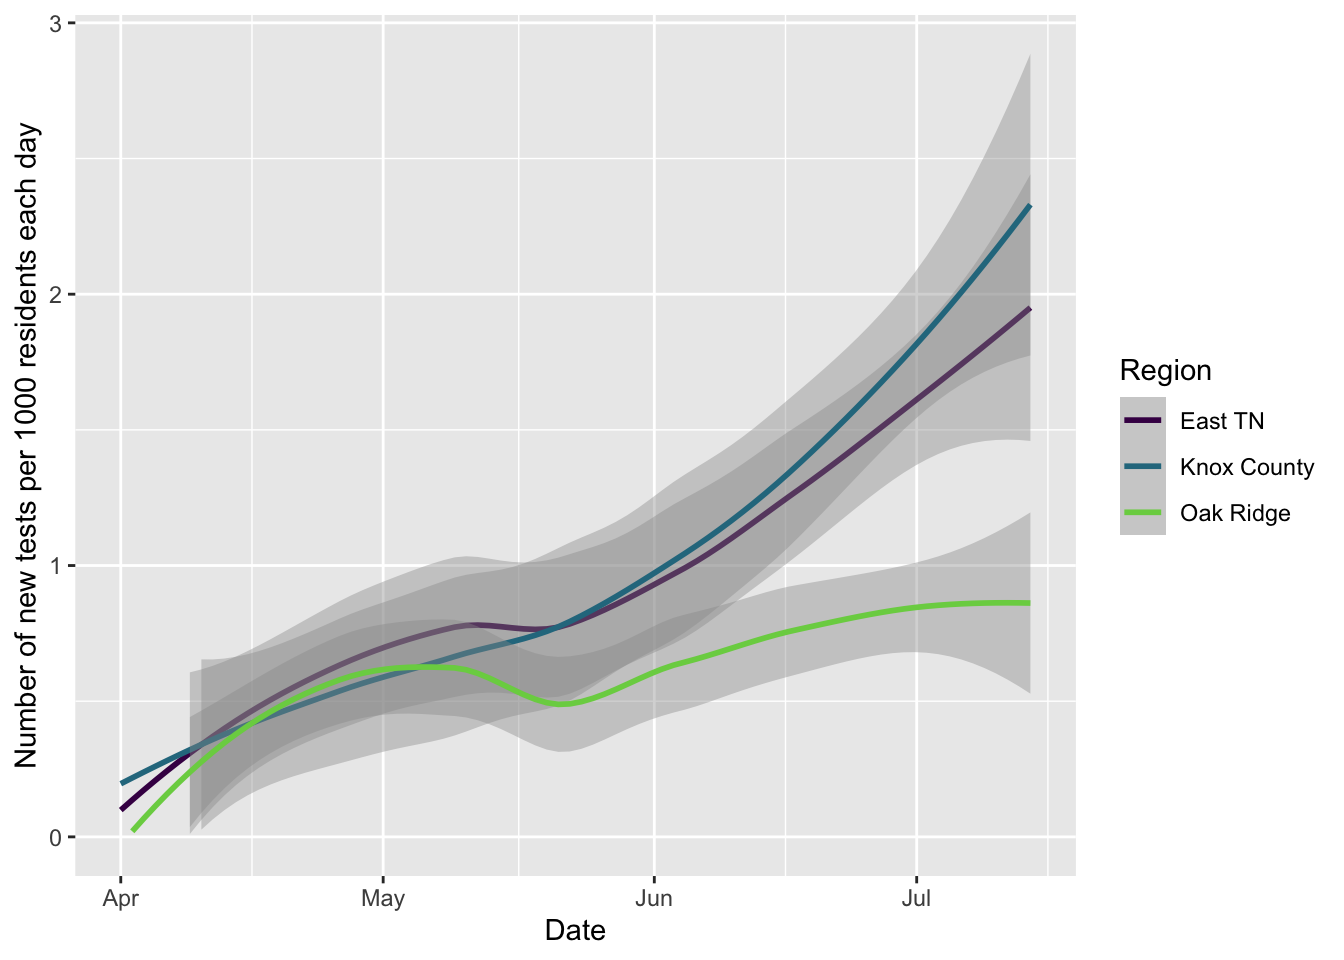 3
2
1
0
Number of new tests per 1000 residents each day
Apr
May
Jun
Jul
Date
Region
East TN
Knox County
Oak Ridge